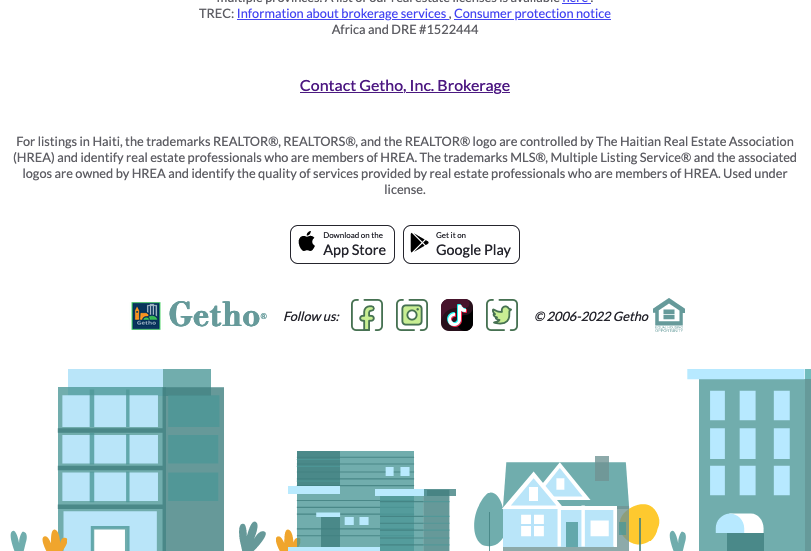 multiple provinces. A list of our real estate licenses is available here .
TREC: Information about brokerage services , Consumer protection notice
Africa and DRE #1522444
Contact Getho, Inc. Brokerage
For listings in Haiti, the trademarks REALTOR®, REALTORS®, and the REALTOR® logo are controlled by The Haitian Real Estate Association
(HREA) and identify real estate professionals who are members of HREA. The trademarks MLS®, Multiple Listing Service® and the associated
logos are owned by HREA and identify the quality of services provided by real estate professionals who are members of HREA. Used under
license.
Download on the
App Store
Get it on
Google Play
Getho
Getho®
Follow us:
© 2006-2022 Getho